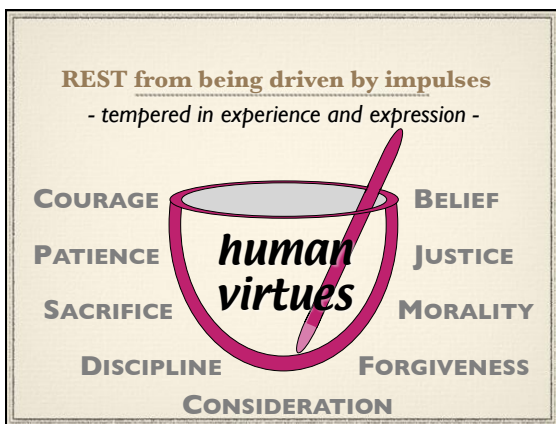 REST from being driven by impulses
- tempered in experience and expression -
COURAGE
BELIEF
PATIENCE
human
virtues
JUSTICE
SACRIFICE
MORALITY
DISCIPLINE
FORGIVENESS
CONSIDERATION